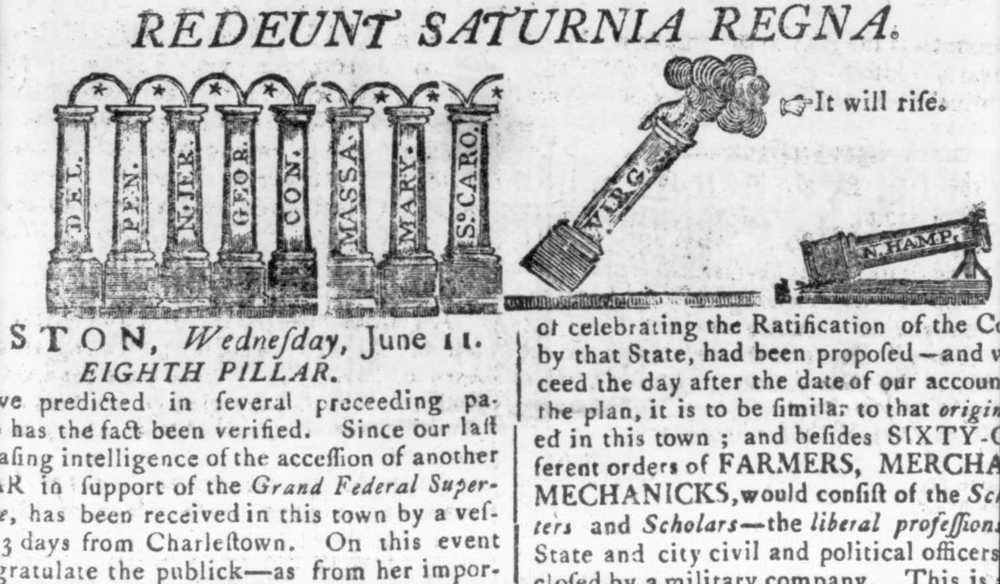 REDEUNT SATURNIA REGNA.
DEL.
PEN.
N.JER.
GEOR.
CON.
MASSA.
MARY.
So. CARO.
VIRG.
It will riſe.
N. HAMP.
STON, Wedneſday, June 11.
EIGHTH PILLAR.
ve predicted in ſeveral preceeding pa-
has the fact been verified. Since our laſt
aſing intelligence of the acceſſion of another
AR in ſupport of the Grand Federal Super-
e, has been received in this town by a veſ-
3 days from Charleſtown. On this event
gratulate the publick—as from her impor-
of celebrating the Ratification of the Co
by that State, had been propoſed—and
ceed the day after the date of our accoun
the plan, it is to be ſimilar to that origin
ed in this town; and beſides SIXTY-
ferent orders of FARMERS, MERCHA
MECHANICKS, would conſiſt of the Sc
ters and Scholars—the liberal profeſſions
State and city civil and political officers
cloſed by a military company. This is